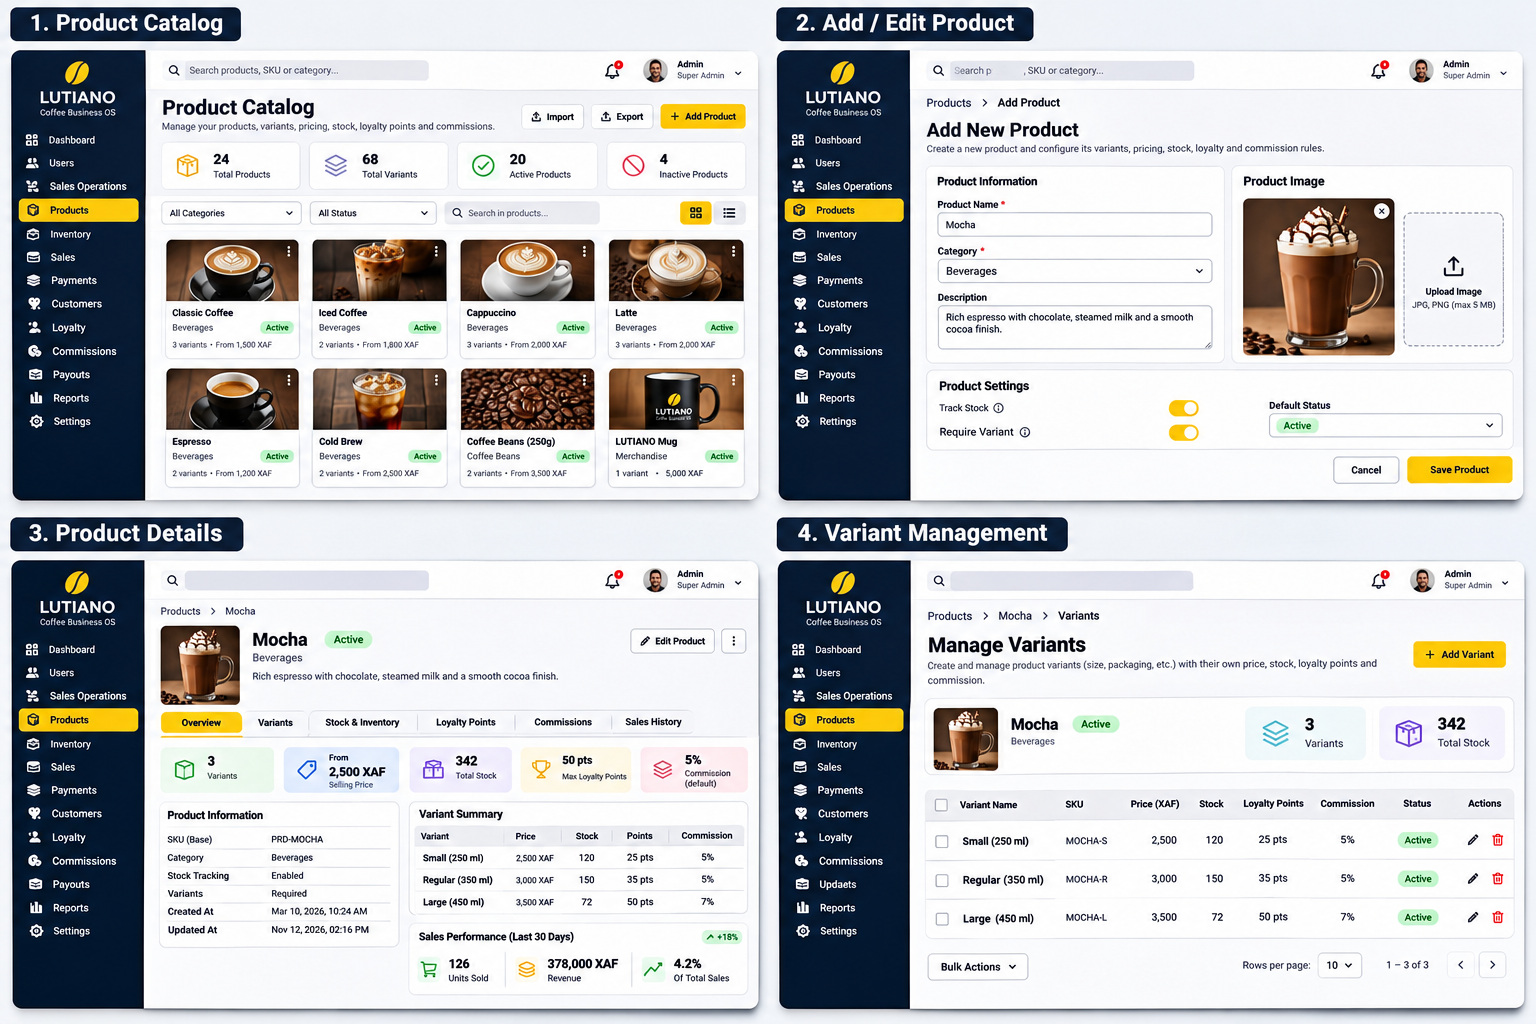 1. Product Catalog
LUTIANO
Coffee Business OS
Dashboard
Users
Sales Operations
Products
Inventory
Sales
Payments
Customers
Loyalty
Commissions
Payouts
Reports
Settings
Search products, SKU or category...
Admin
Super Admin
Product Catalog
Manage your products, variants, pricing, stock, loyalty points and commissions.
Import
Export
+ Add Product
24
Total Products
68
Total Variants
20
Active Products
4
Inactive Products
All Categories
All Status
Search in products...
Classic Coffee
Beverages
Active
3 variants • From 1,500 XAF
Iced Coffee
Beverages
Active
2 variants • From 1,800 XAF
Cappuccino
Beverages
Active
3 variants • From 2,000 XAF
Latte
Beverages
Active
3 variants • From 2,000 XAF
Espresso
Beverages
Active
2 variants • From 1,200 XAF
Cold Brew
Beverages
Active
2 variants • From 2,500 XAF
Coffee Beans (250g)
Coffee Beans
Active
2 variants • From 3,500 XAF
LUTIANO
Coffee Business OS
LUTIANO Mug
Merchandise
Active
1 variant • 5,000 XAF
2. Add / Edit Product
LUTIANO
Coffee Business OS
Dashboard
Users
Sales Operations
Products
Inventory
Sales
Payments
Customers
Loyalty
Commissions
Payouts
Reports
Rettings
Search p , SKU or category...
Admin
Super Admin
Products > Add Product
Add New Product
Create a new product and configure its variants, pricing, stock, loyalty and commission rules.
Product Information
Product Name *
Mocha
Category *
Beverages
Description
Rich espresso with chocolate, steamed milk and a smooth
cocoa finish.
Product Image
Upload Image
JPG, PNG (max 5 MB)
Product Settings
Track Stock
Require Variant
Default Status
Active
Cancel
Save Product
3. Product Details
LUTIANO
Coffee Business OS
Dashboard
Users
Sales Operations
Products
Inventory
Sales
Payments
Customers
Loyalty
Commissions
Payouts
Reports
Settings
Admin
Super Admin
Products > Mocha
Mocha
Active
Beverages
Rich espresso with chocolate, steamed milk and a smooth cocoa finish.
Edit Product
Overview
Variants
Stock & Inventory
Loyalty Points
Commissions
Sales History
3
Variants
From
2,500 XAF
Selling Price
342
Total Stock
50 pts
Max Loyalty Points
5%
Commission
(default)
Product Information
SKU (Base) PRD-MOCHA
Category Beverages
Stock Tracking Enabled
Variants Required
Created At Mar 10, 2026, 10:24 AM
Updated At Nov 12, 2026, 02:16 PM
Variant Summary
Variant Price Stock Points Commission
Small (250 ml) 2,500 XAF 120 25 pts 5%
Regular (350 ml) 3,000 XAF 150 35 pts 5%
Large (450 ml) 3,500 XAF 72 50 pts 7%
Sales Performance (Last 30 Days)
+18%
126
Units Sold
378,000 XAF
Revenue
4.2%
Of Total Sales
4. Variant Management
LUTIANO
Coffee Business OS
Dashboard
Users
Sales Operations
Products
Inventory
Sales
Payments
Customers
Loyalty
Commissions
Updaets
Reports
Settings
Admin
Super Admin
Products > Mocha > Variants
Manage Variants
Create and manage product variants (size, packaging, etc.) with their own price, stock, loyalty points and
commission.
+ Add Variant
Mocha
Active
Beverages
3
Variants
342
Total Stock
Variant Name SKU Price (XAF) Stock Loyalty Points Commission Status Actions
Small (250 ml) MOCHA-S 2,500 120 25 pts 5% Active
Regular (350 ml) MOCHA-R 3,000 150 35 pts 5% Active
Large (450 ml) MOCHA-L 3,500 72 50 pts 7% Active
Bulk Actions
Rows per page: 10
1 – 3 of 3